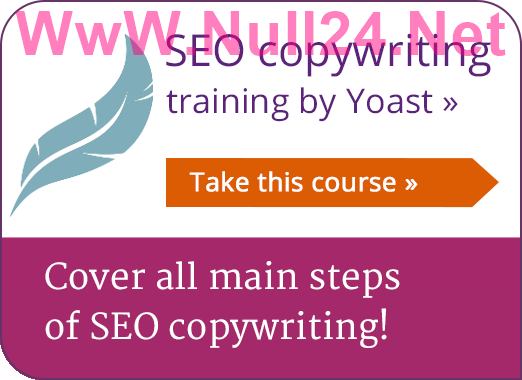 WwW.Null24.Net
SEO copywriting
training by Yoast »
Take this course »
Cover all main steps
of SEO copywriting!